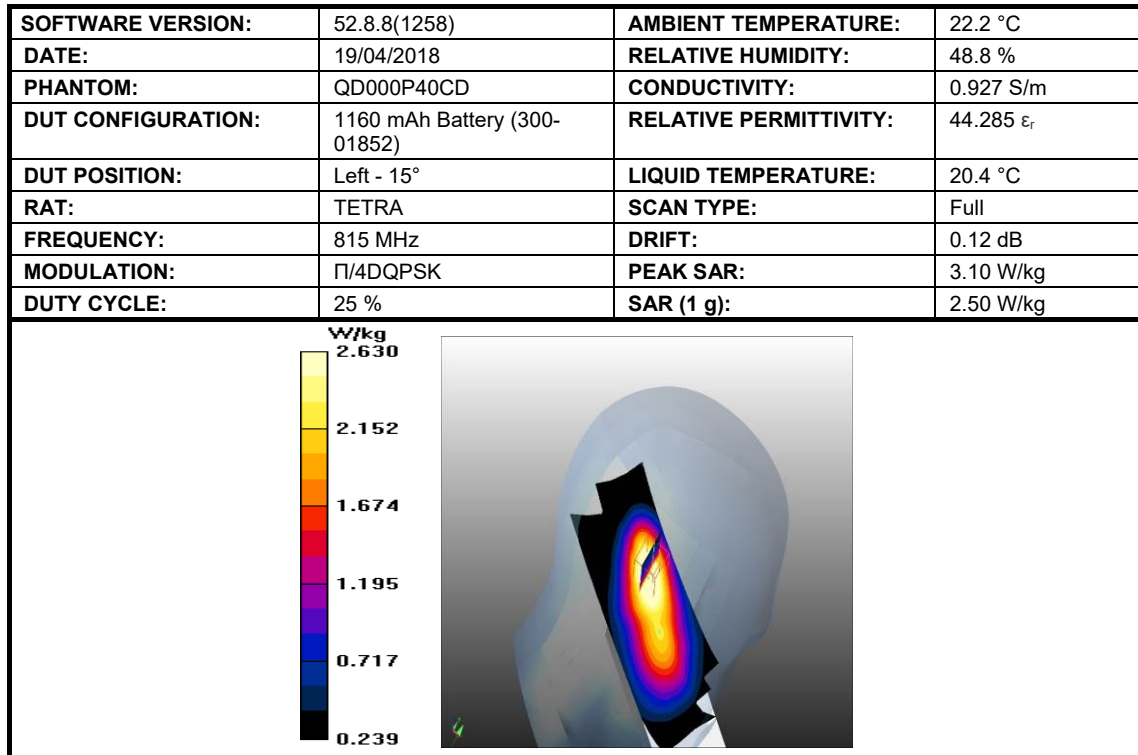 SOFTWARE VERSION: 52.8.8(1258) AMBIENT TEMPERATURE: 22.2 °C
DATE: 19/04/2018 RELATIVE HUMIDITY: 48.8 %
PHANTOM: QD000P40CD CONDUCTIVITY: 0.927 S/m
DUT CONFIGURATION: 1160 mAh Battery (300- RELATIVE PERMITTIVITY: 44.285 εr
01852)
DUT POSITION: Left - 15° LIQUID TEMPERATURE: 20.4 °C
RAT: TETRA SCAN TYPE: Full
FREQUENCY: 815 MHz DRIFT: 0.12 dB
MODULATION: Π/4DQPSK PEAK SAR: 3.10 W/kg
DUTY CYCLE: 25 % SAR (1 g): 2.50 W/kg
W/kg
2.630
2.152
1.674
1.195
0.717
0.239